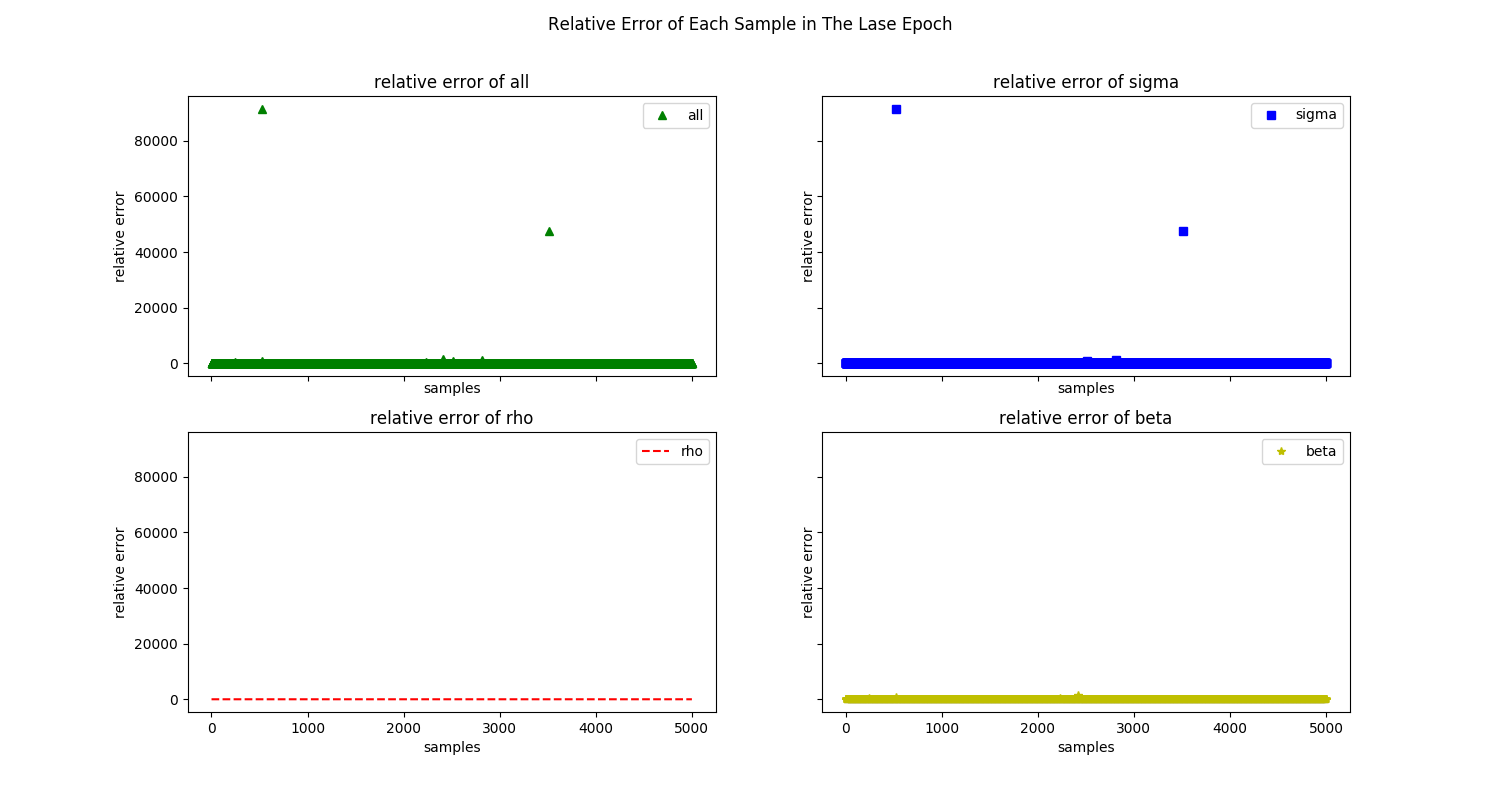 Relative Error of Each Sample in The Lase Epoch
relative error of all
all
80000
60000
40000
20000
0
relative error
samples
relative error of sigma
sigma
relative error
samples
relative error of rho
rho
80000
60000
40000
20000
0
relative error
0 1000 2000 3000 4000 5000
samples
relative error of beta
beta
relative error
0 1000 2000 3000 4000 5000
samples